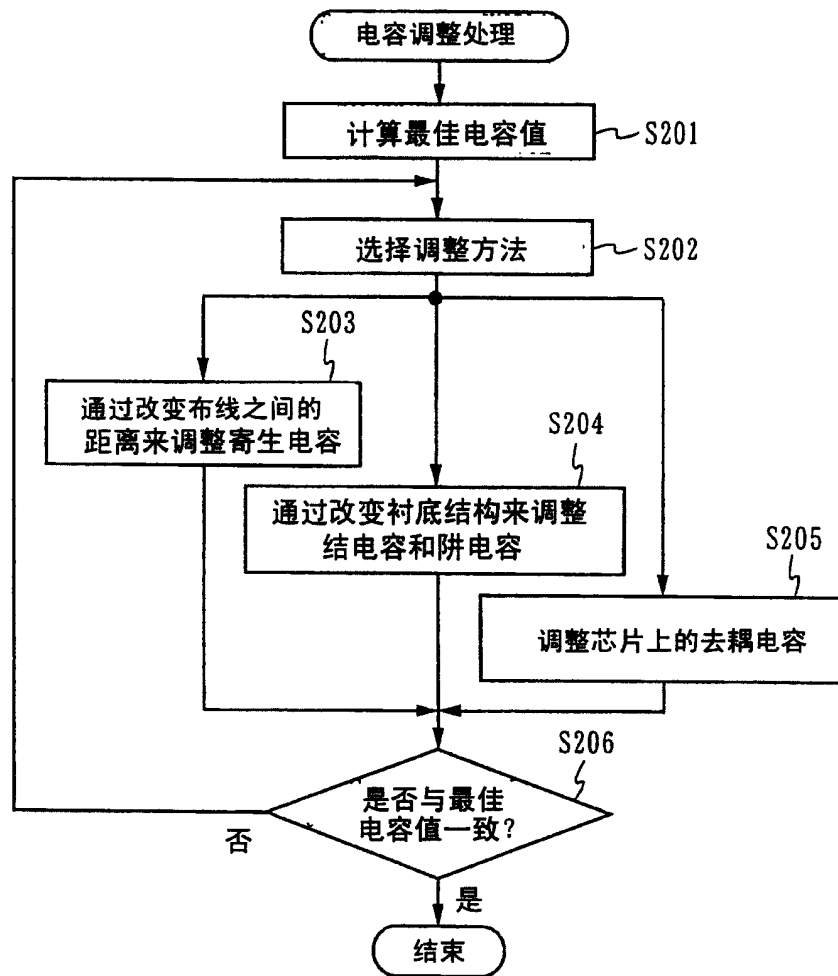 电容调整处理
计算最佳电容值
S201
选择调整方法
S202
S203
通过改变布线之间的
距离来调整寄生电容
S204
通过改变衬底结构来调整
结电容和阱电容
S205
调整芯片上的去耦电容
S206
是否与最佳
电容值一致？
否
是
结束